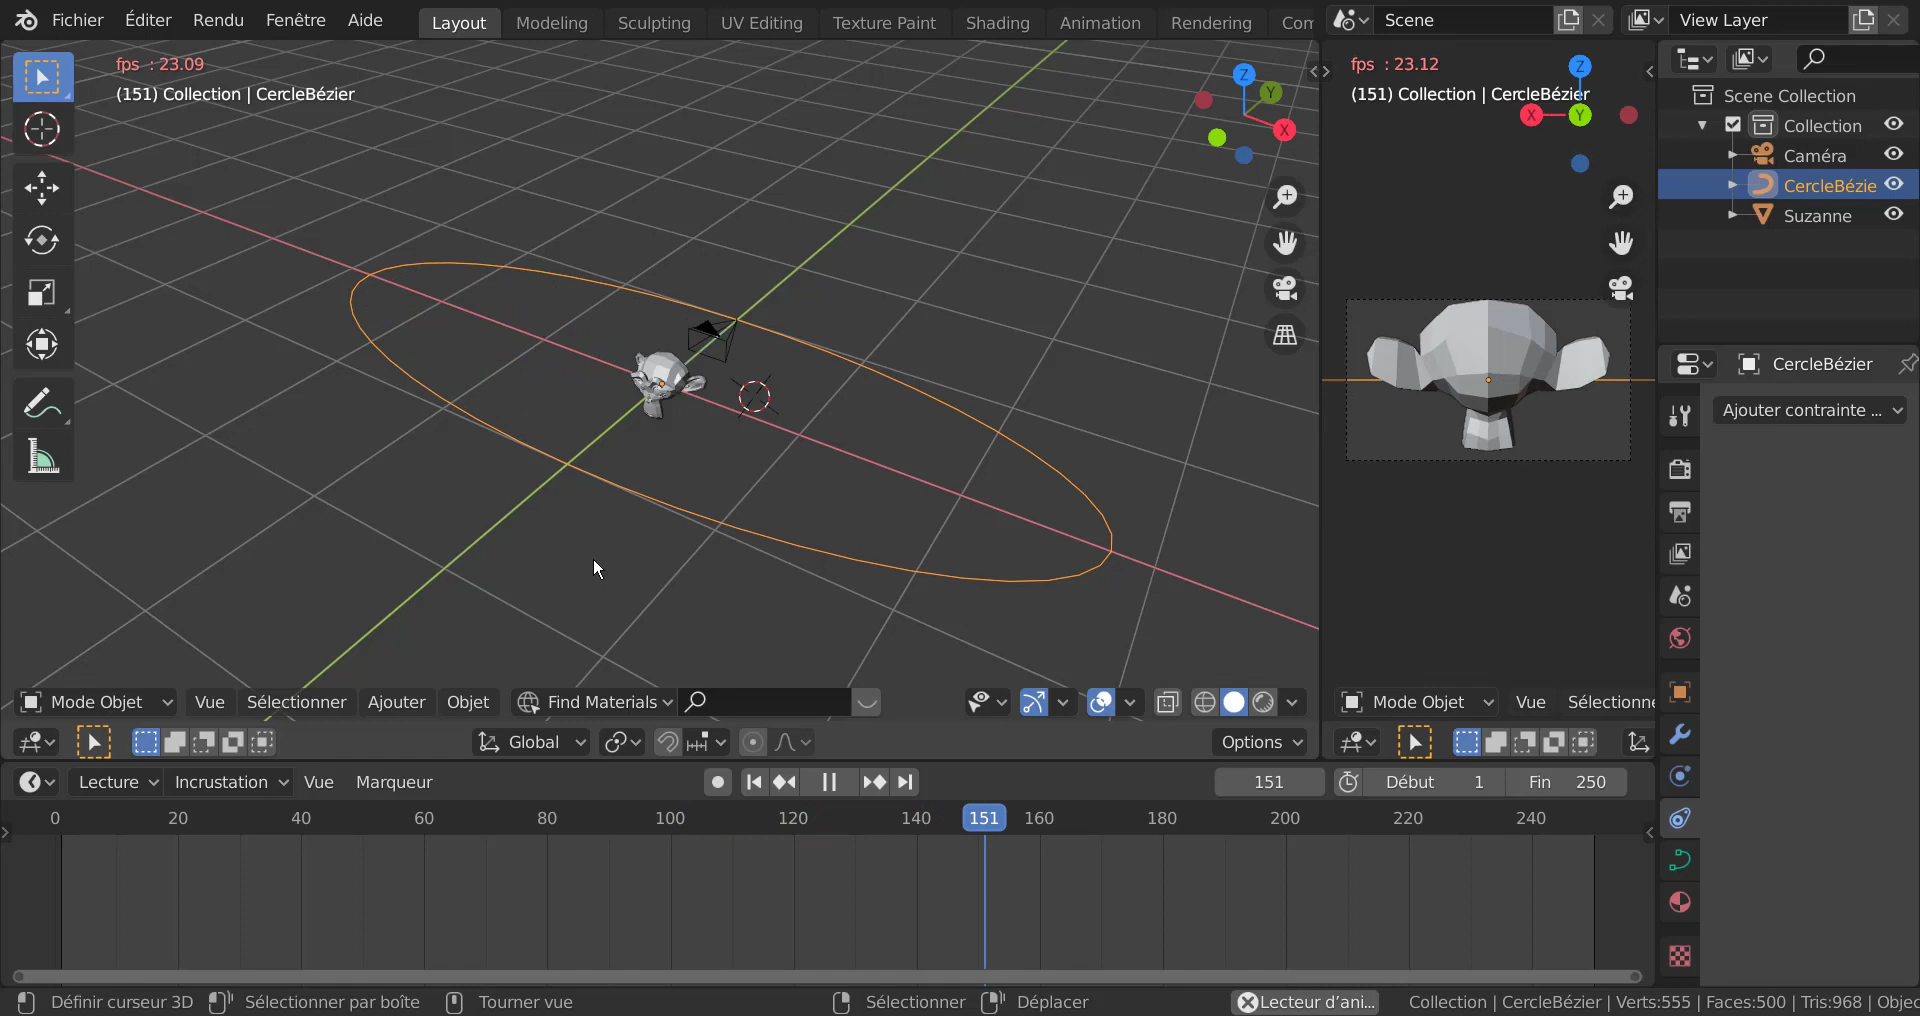 Fichier Éditer Rendu Fenêtre Aide
Layout Modeling Sculpting UV Editing Texture Paint Shading Animation Rendering Com
Scene
View Layer
fps : 23.09
(151) Collection | CercleBézier
Z
Y
X
fps : 23.12
(151) Collection | CercleBézier
Z
X
Y
Scene Collection
Collection
Caméra
CercleBézie
Suzanne
CercleBézier
Ajouter contrainte ...
Mode Objet Vue Sélectionner Ajouter Objet Find Materials
Mode Objet Vue Sélectionne
Global
Options
Lecture Incrustation Vue Marqueur
151
Début 1 Fin 250
0 20 40 60 80 100 120 140 151 160 180 200 220 240
Définir curseur 3D Sélectionner par boîte Tourner vue Sélectionner Déplacer
Lecteur d'ani...
Collection | CercleBézier | Verts:555 | Faces:500 | Tris:968 | Objec